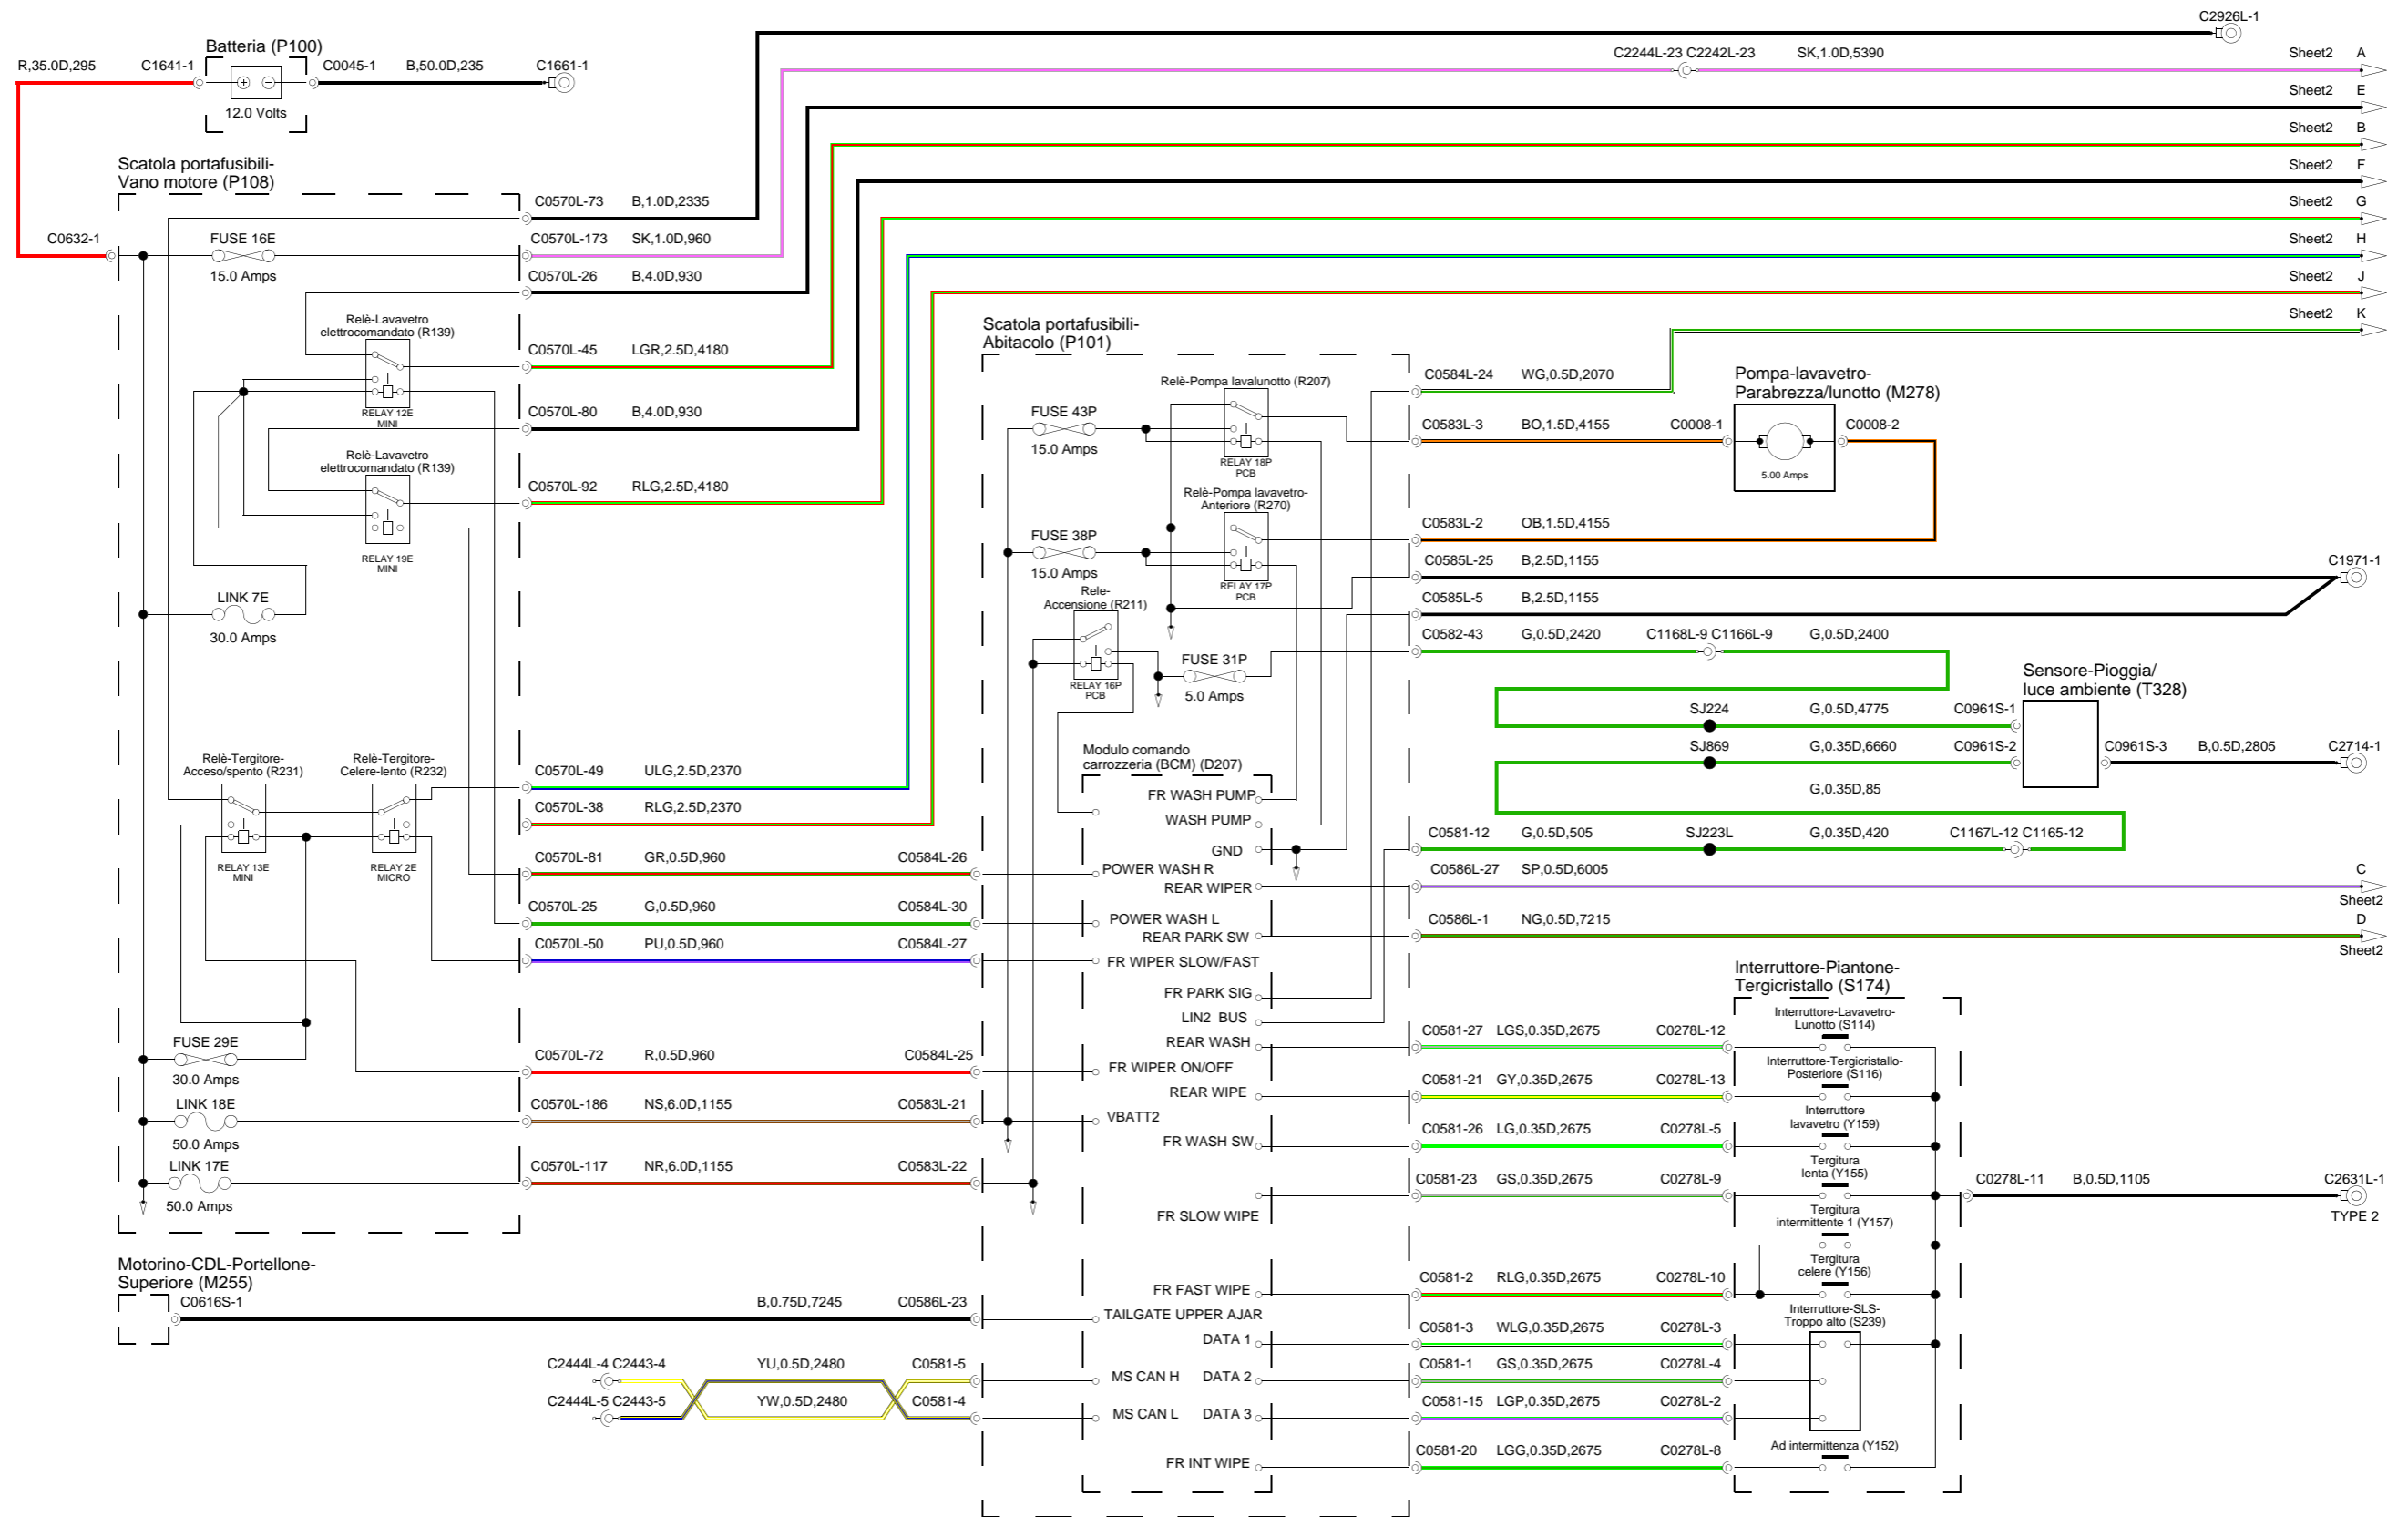 C2926L-1
Batteria (P100)
R,35.0D,295
C1641-1
C0045-1
B,50.0D,235
C1661-1
12.0 Volts
C2244L-23 C2242L-23
SK,1.0D,5390
Sheet2 A
Sheet2 E
Sheet2 B
Sheet2 F
Sheet2 G
Sheet2 H
Sheet2 J
Sheet2 K
Scatola portafusibili-
Vano motore (P108)
C0632-1
FUSE 16E
15.0 Amps
C0570L-73 B,1.0D,2335
C0570L-173 SK,1.0D,960
C0570L-26 B,4.0D,930
Relè-Lavavetro
elettrocomandato (R139)
RELAY 12E
MINI
C0570L-45 LGR,2.5D,4180
C0570L-80 B,4.0D,930
Relè-Lavavetro
elettrocomandato (R139)
RELAY 19E
MINI
C0570L-92 RLG,2.5D,4180
LINK 7E
30.0 Amps
Relè-Tergitore-
Acceso/spento (R231)
RELAY 13E
MINI
Relè-Tergitore-
Celere-lento (R232)
RELAY 2E
MICRO
C0570L-49 ULG,2.5D,2370
C0570L-38 RLG,2.5D,2370
C0570L-81 GR,0.5D,960 C0584L-26
C0570L-25 G,0.5D,960 C0584L-30
C0570L-50 PU,0.5D,960 C0584L-27
FUSE 29E
30.0 Amps
C0570L-72 R,0.5D,960 C0584L-25
LINK 18E
50.0 Amps
C0570L-186 NS,6.0D,1155 C0583L-21
LINK 17E
50.0 Amps
C0570L-117 NR,6.0D,1155 C0583L-22
Motorino-CDL-Portellone-
Superiore (M255)
C0616S-1 B,0.75D,7245 C0586L-23
C2444L-4 C2443-4 YU,0.5D,2480 C0581-5
C2444L-5 C2443-5 YW,0.5D,2480 C0581-4
Scatola portafusibili-
Abitacolo (P101)
FUSE 43P
15.0 Amps
Relè-Pompa lavalunotto (R207)
RELAY 18P
PCB
FUSE 38P
15.0 Amps
Relè-Pompa lavavetro-
Anteriore (R270)
RELAY 17P
PCB
Rele-
Accensione (R211)
RELAY 16P
PCB
FUSE 31P
5.0 Amps
Modulo comando
carrozzeria (BCM) (D207)
FR WASH PUMP
WASH PUMP
GND
POWER WASH R
REAR WIPER
POWER WASH L
REAR PARK SW
FR WIPER SLOW/FAST
FR PARK SIG
LIN2 BUS
REAR WASH
FR WIPER ON/OFF
REAR WIPE
VBATT2
FR WASH SW
FR SLOW WIPE
FR FAST WIPE
TAILGATE UPPER AJAR
DATA 1
MS CAN H DATA 2
MS CAN L DATA 3
FR INT WIPE
C0584L-24 WG,0.5D,2070
C0583L-3 BO,1.5D,4155 C0008-1
C0008-2
Pompa-lavavetro-
Parabrezza/lunotto (M278)
5.00 Amps
C0583L-2 OB,1.5D,4155
C0585L-25 B,2.5D,1155
C1971-1
C0585L-5 B,2.5D,1155
C0582-43 G,0.5D,2420 C1168L-9 C1166L-9 G,0.5D,2400
Sensore-Pioggia/
luce ambiente (T328)
SJ224 G,0.5D,4775 C0961S-1
SJ869 G,0.35D,6660 C0961S-2
C0961S-3 B,0.5D,2805 C2714-1
G,0.35D,85
C0581-12 G,0.5D,505 SJ223L G,0.35D,420 C1167L-12 C1165-12
C0586L-27 SP,0.5D,6005
C
Sheet2
C0586L-1 NG,0.5D,7215
D
Sheet2
Interruttore-Piantone-
Tergicristallo (S174)
Interruttore-Lavavetro-
Lunotto (S114)
C0581-27 LGS,0.35D,2675 C0278L-12
Interruttore-Tergicristallo-
Posteriore (S116)
C0581-21 GY,0.35D,2675 C0278L-13
Interruttore
lavavetro (Y159)
C0581-26 LG,0.35D,2675 C0278L-5
Tergitura
lenta (Y155)
C0581-23 GS,0.35D,2675 C0278L-9
C0278L-11 B,0.5D,1105 C2631L-1
TYPE 2
Tergitura
intermittente 1 (Y157)
Tergitura
celere (Y156)
C0581-2 RLG,0.35D,2675 C0278L-10
Interruttore-SLS-
Troppo alto (S239)
C0581-3 WLG,0.35D,2675 C0278L-3
C0581-1 GS,0.35D,2675 C0278L-4
C0581-15 LGP,0.35D,2675 C0278L-2
Ad intermittenza (Y152)
C0581-20 LGG,0.35D,2675 C0278L-8